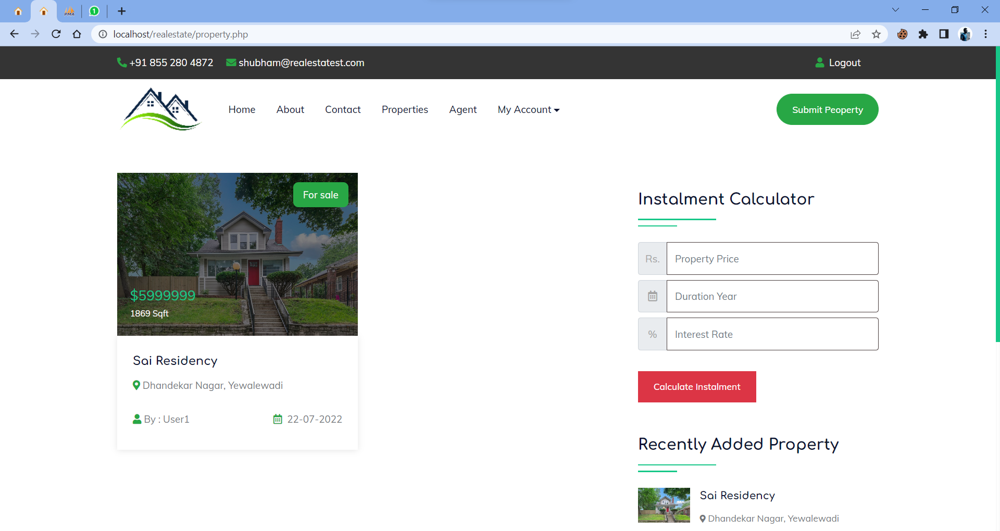 PMA
1
localhost/realestate/property.php
+91 855 280 4872 shubham@realestatest.com Logout
Home About Contact Properties Agent My Account Submit Peoperty
For sale
$5999999
1869 Sqft
Sai Residency
Dhandekar Nagar, Yewalewadi
By : User1 22-07-2022
Instalment Calculator
Rs. Property Price
Duration Year
% Interest Rate
Calculate Instalment
Recently Added Property
Sai Residency
Dhandekar Nagar, Yewalewadi